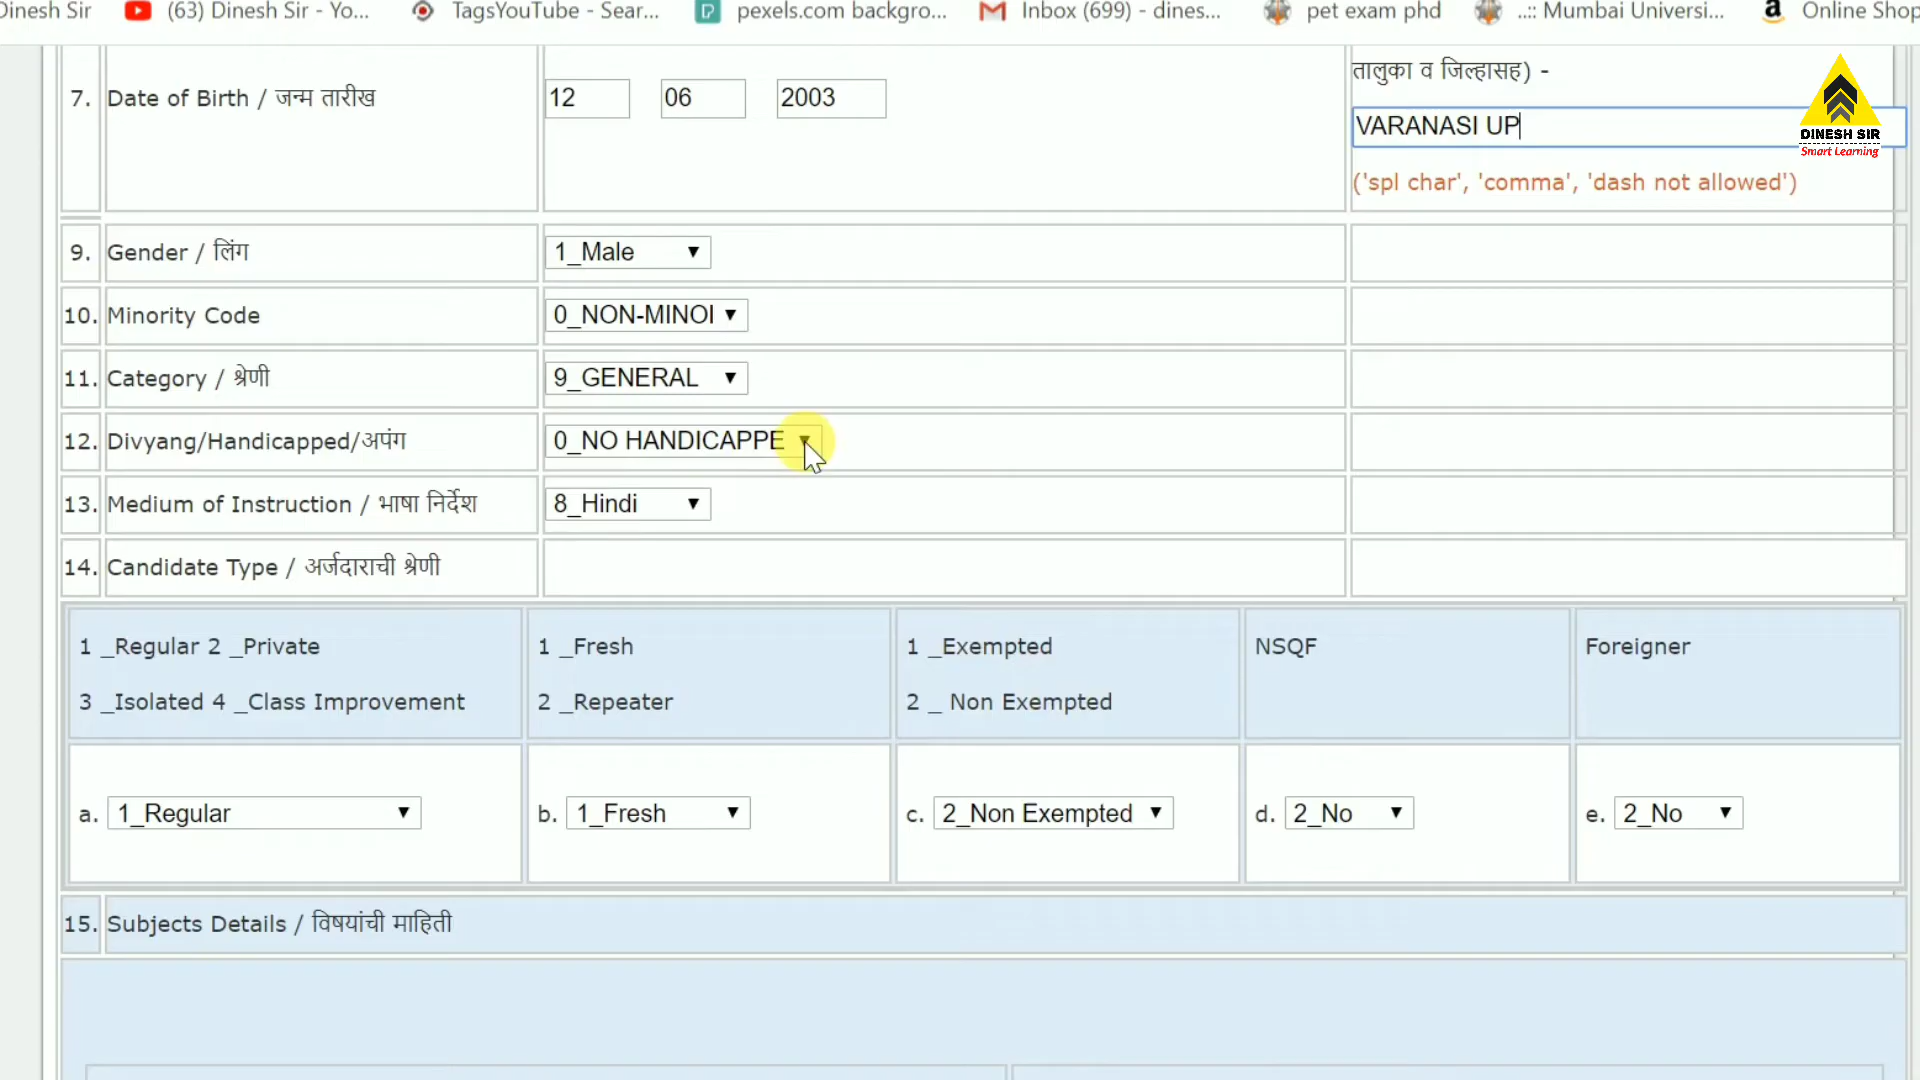 Dinesh Sir
(63) Dinesh Sir - Yo...
TagsYouTube - Sear...
pexels.com backgro...
Inbox (699) - dines...
pet exam phd
..:: Mumbai Universi...
Online Shop
तालुका व जिल्हासह) -
7. Date of Birth / जन्म तारीख 12 06 2003
VARANASI UP
DINESH SIR
Smart Learning
('spl char', 'comma', 'dash not allowed')
9. Gender / लिंग 1_Male
10. Minority Code 0_NON-MINOI
11. Category / श्रेणी 9_GENERAL
12. Divyang/Handicapped/अपंग 0_NO HANDICAPPE
13. Medium of Instruction / भाषा निर्देश 8_Hindi
14. Candidate Type / अर्जदाराची श्रेणी
1 _Regular 2 _Private 1 _Fresh 1 _Exempted NSQF Foreigner
3 _Isolated 4 _Class Improvement 2 _Repeater 2 _ Non Exempted
a. 1_Regular b. 1_Fresh c. 2_Non Exempted d. 2_No e. 2_No
15. Subjects Details / विषयांची माहिती